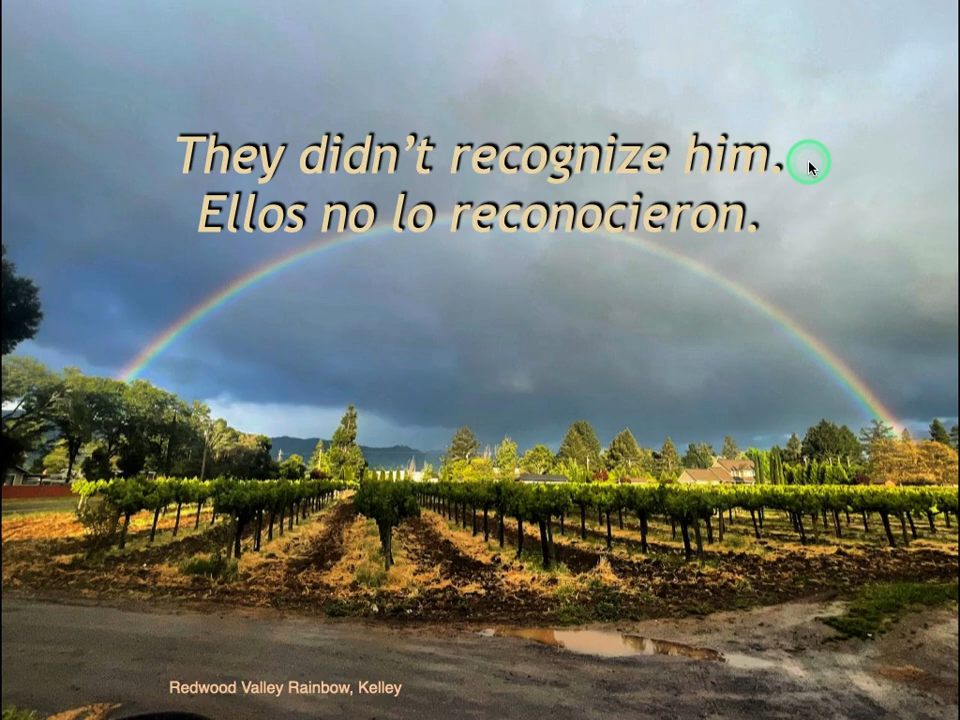 They didn’t recognize him.
Ellos no lo reconocieron.
Redwood Valley Rainbow, Kelley